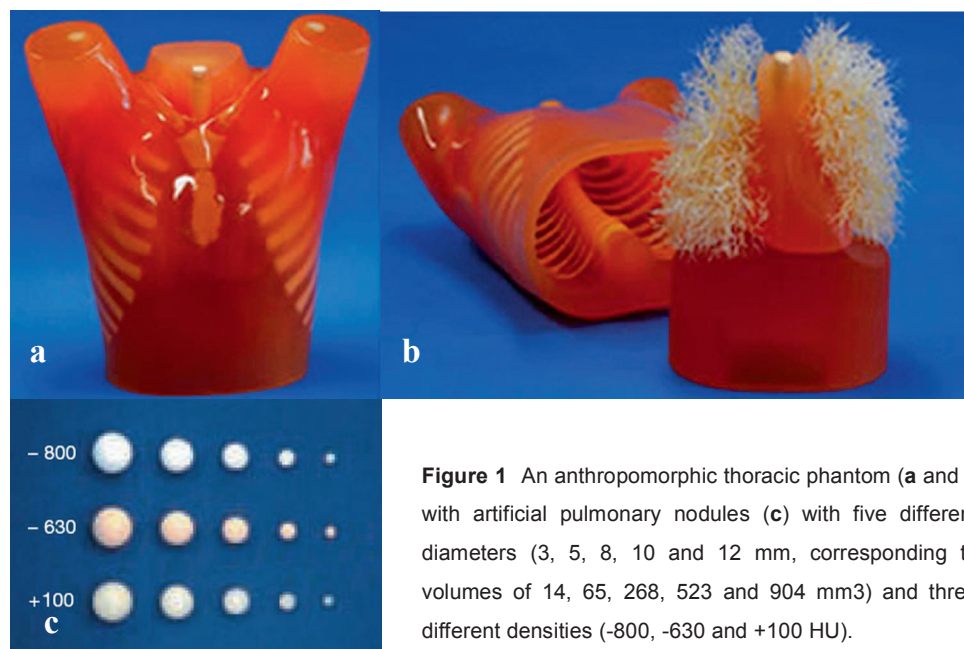 a
b
− 800
− 630
+100
c
Figure 1 An anthropomorphic thoracic phantom (a and
with artificial pulmonary nodules (c) with five differen
diameters (3, 5, 8, 10 and 12 mm, corresponding t
volumes of 14, 65, 268, 523 and 904 mm3) and thre
different densities (-800, -630 and +100 HU).